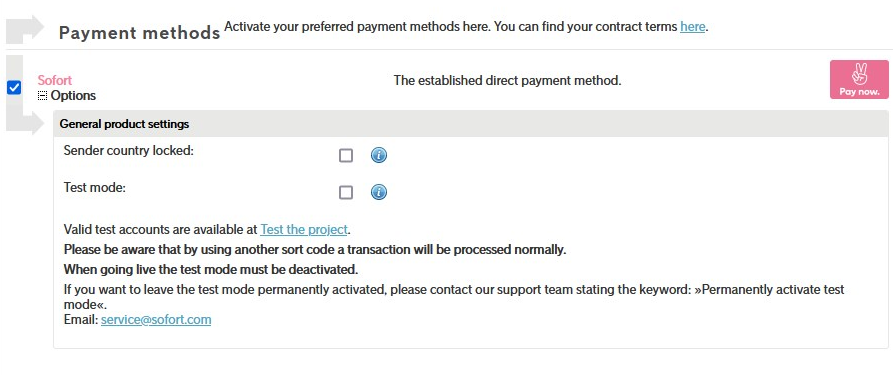 Payment methods Activate your preferred payment methods here. You can find your contract terms here.
Sofort The established direct payment method.
Pay now.
Options
General product settings
Sender country locked:
Test mode:
Valid test accounts are available at Test the project.
Please be aware that by using another sort code a transaction will be processed normally.
When going live the test mode must be deactivated.
If you want to leave the test mode permanently activated, please contact our support team stating the keyword: »Permanently activate test
mode«.
Email: service@sofort.com